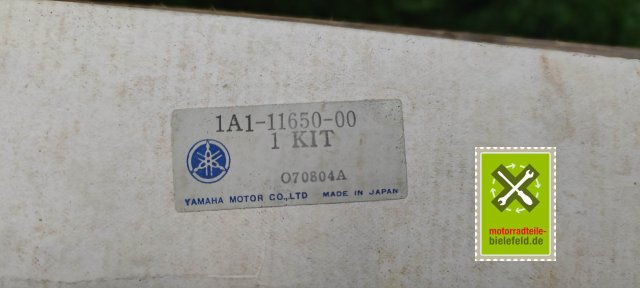 1A1-11650-00
1 KIT
O70804A
YAMAHA MOTOR CO.,LTD MADE IN JAPAN
motorradteile-
bielefeld.de